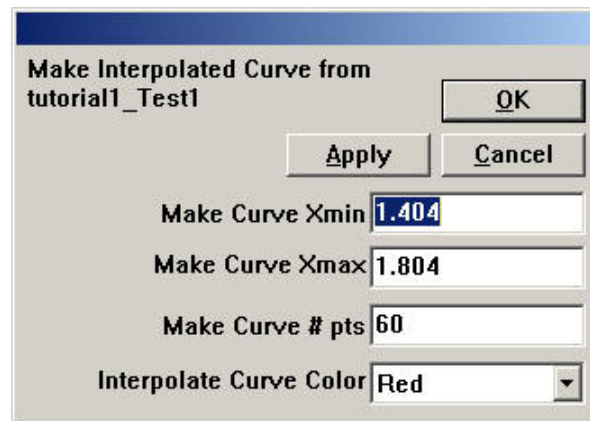 Make Interpolated Curve from
tutorial1_Test1
OK
Apply
Cancel
Make Curve Xmin 1.404
Make Curve Xmax 1.804
Make Curve # pts 60
Interpolate Curve Color Red